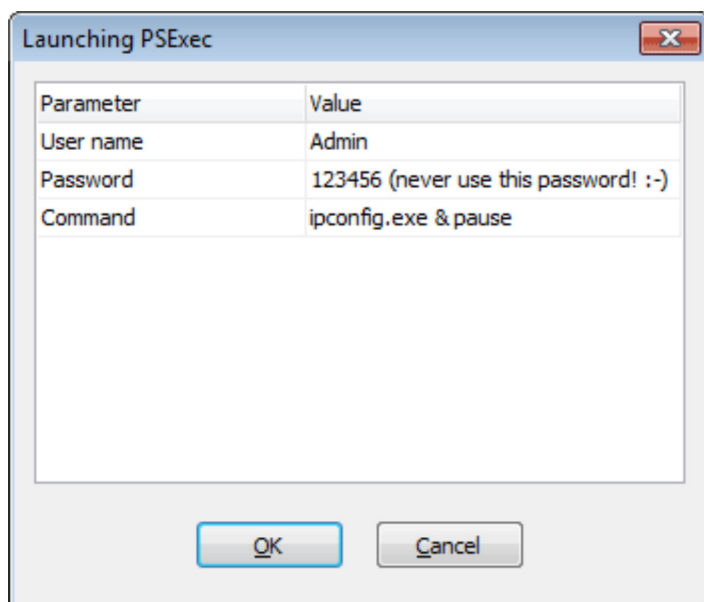 Launching PSExec
Parameter Value
User name Admin
Password 123456 (never use this password! :-)
Command ipconfig.exe & pause
OK Cancel